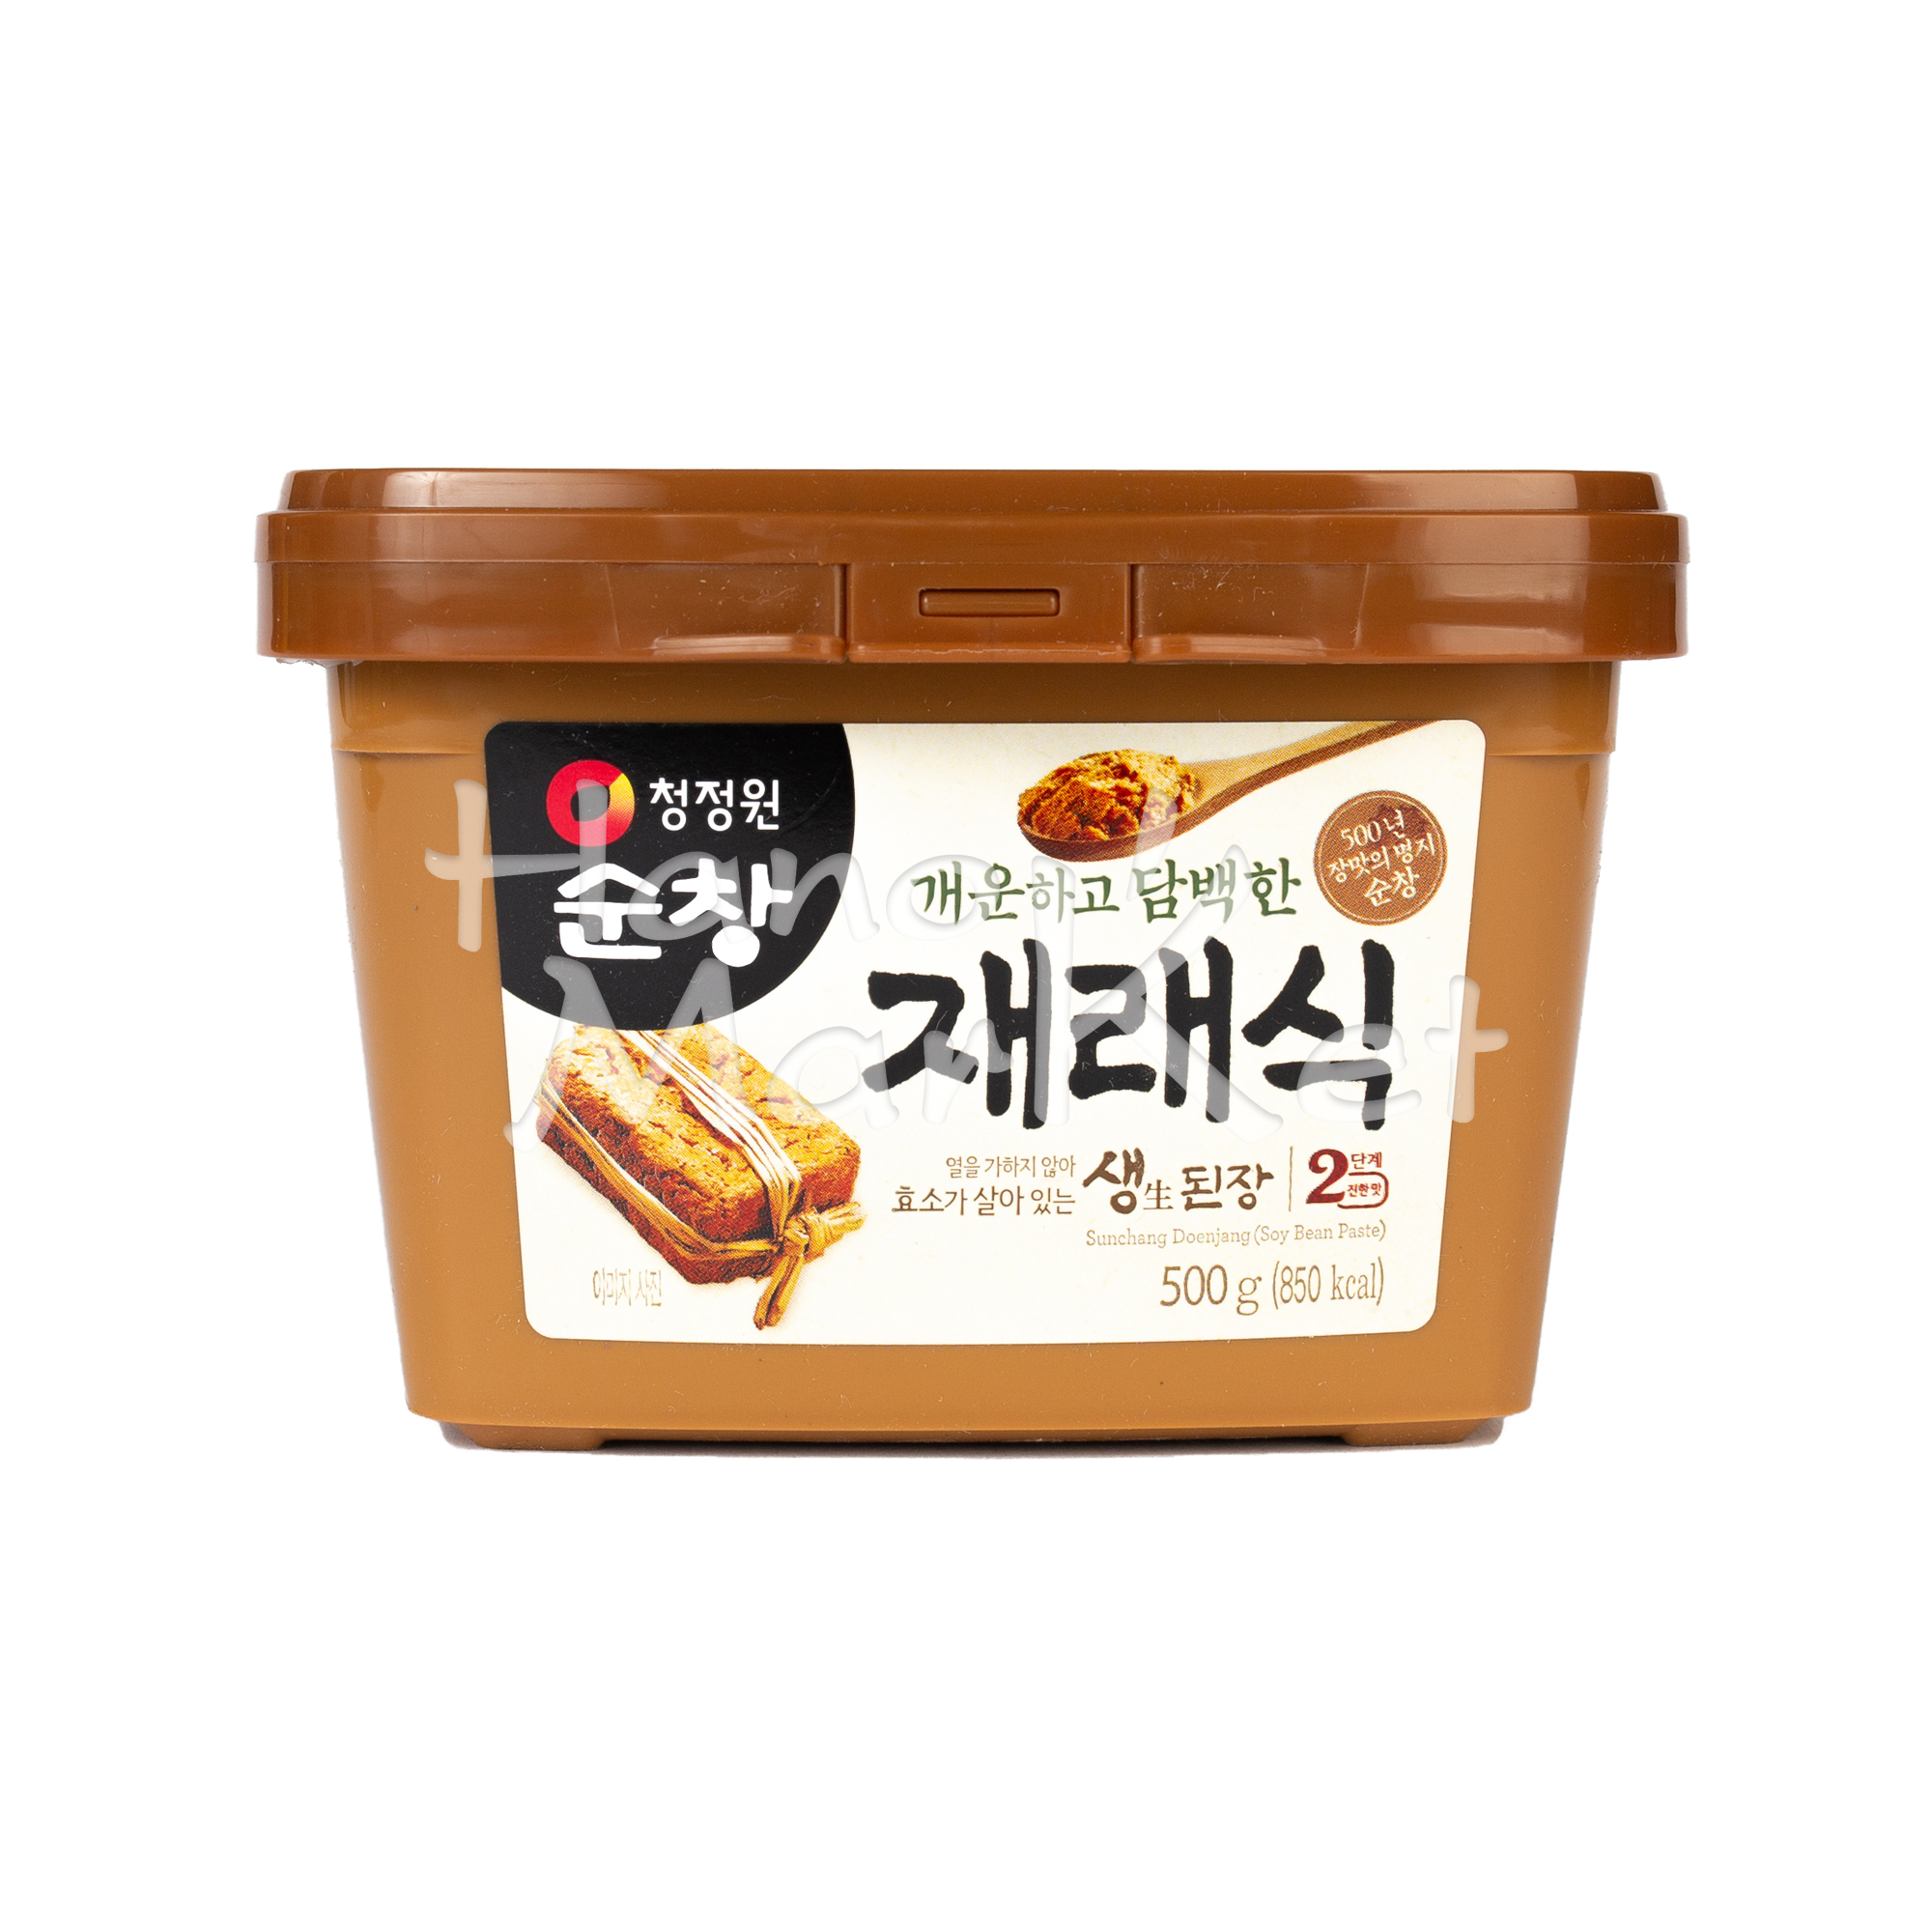 청정원
순창
500년
장맛의 명지
순창
개운하고 담백한
재래식
열을 가하지 않아
효소가 살아 있는
생生된장
2단계
진한맛
Sunchang Doenjang (Soy Bean Paste)
500 g (850 kcal)
이미지 사진
Hanok
Market